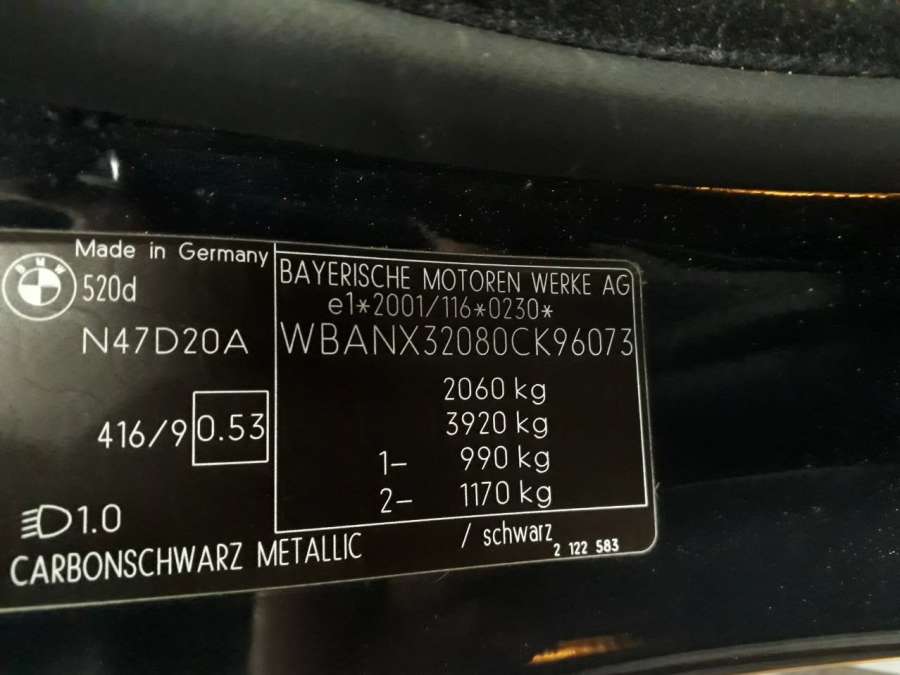 Made in Germany
BMW
520d
N47D20A
416/9 0.53
1.0
CARBONSCHWARZ METALLIC / schwarz
BAYERISCHE MOTOREN WERKE AG
e1*2001/116*0230*
WBANX32080CK96073
2060 kg
3920 kg
1- 990 kg
2- 1170 kg
2 122 583